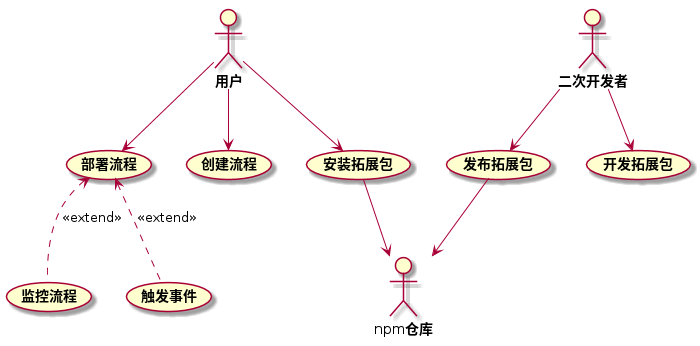 用户
二次开发者
部署流程
创建流程
安装拓展包
发布拓展包
开发拓展包
«extend»
«extend»
监控流程
触发事件
npm仓库